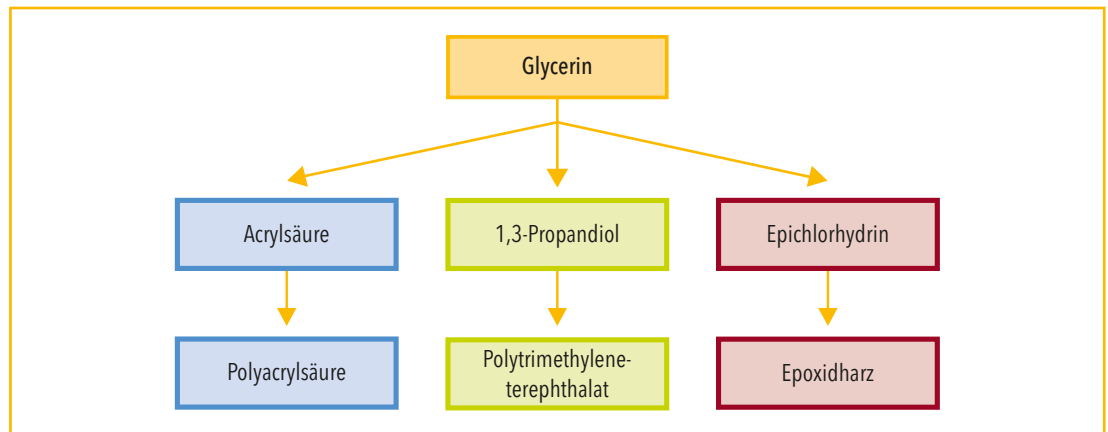 Glycerin
Acrylsäure
1,3-Propandiol
Epichlorhydrin
Polyacrylsäure
Polytrimethylene-
terephthalat
Epoxidharz